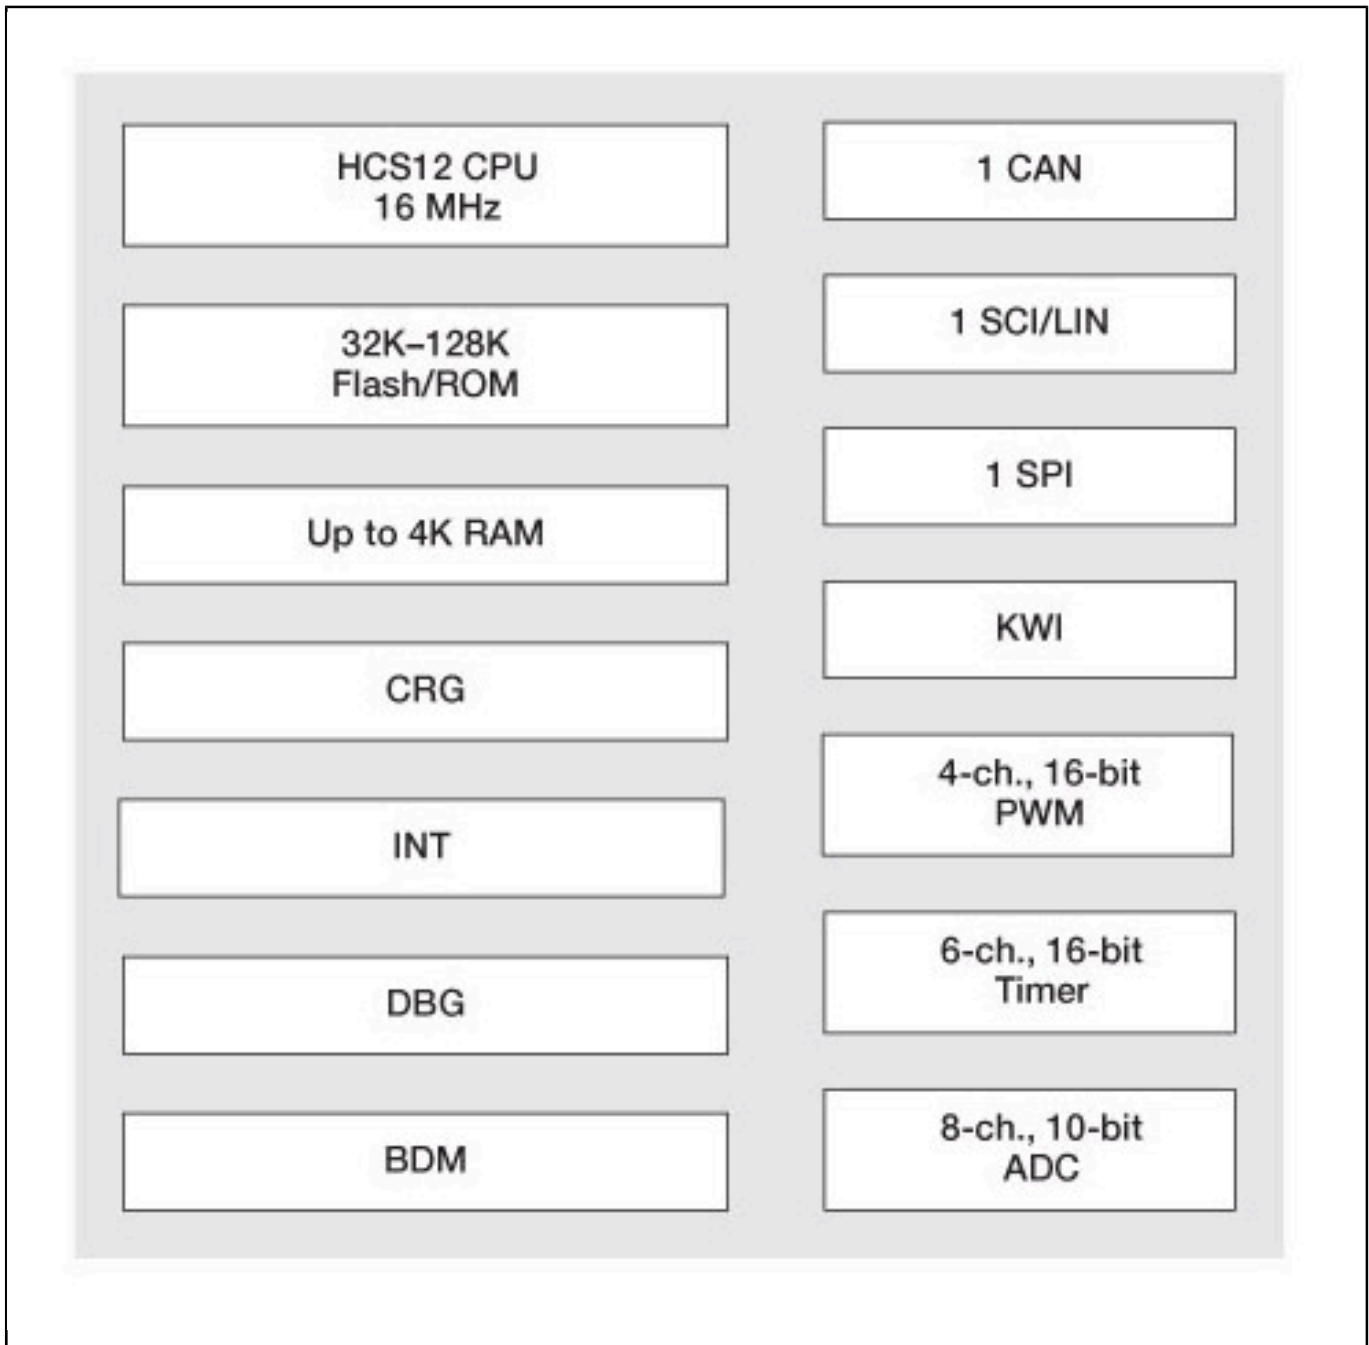 HCS12 CPU
16 MHz
32K–128K
Flash/ROM
Up to 4K RAM
CRG
INT
DBG
BDM
1 CAN
1 SCI/LIN
1 SPI
KWI
4-ch., 16-bit
PWM
6-ch., 16-bit
Timer
8-ch., 10-bit
ADC